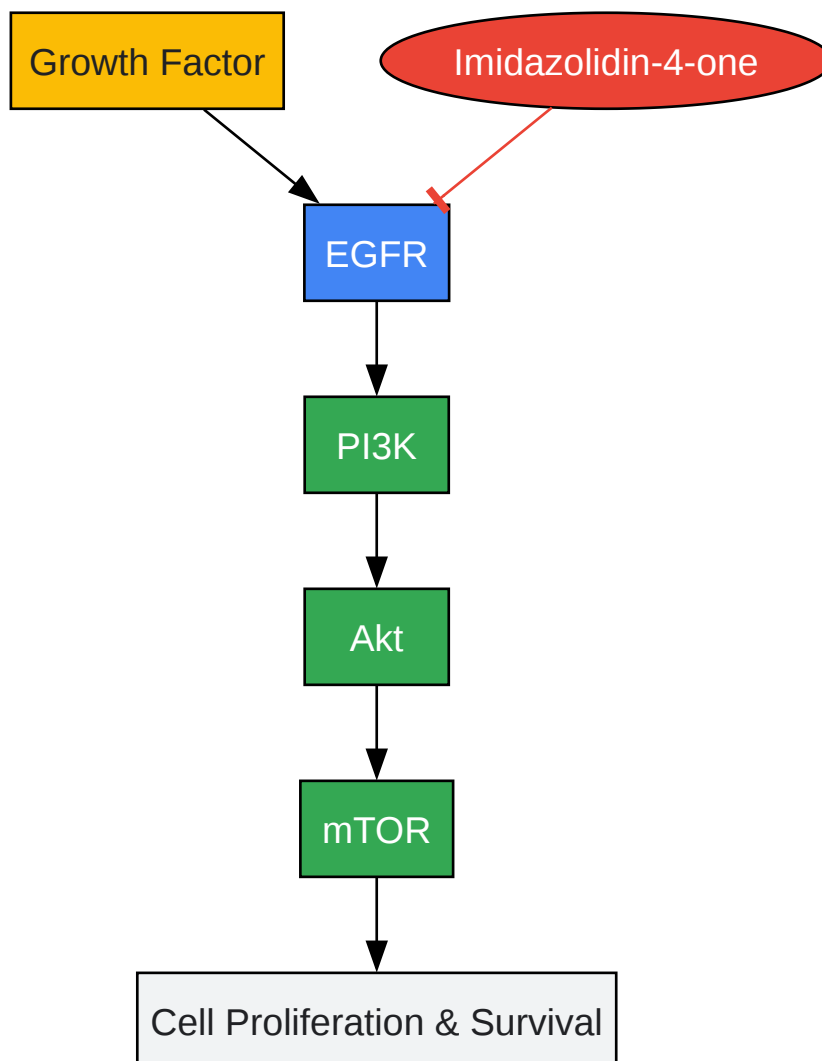 Growth Factor
Imidazolidin-4-one
EGFR
PI3K
Akt
mTOR
Cell Proliferation & Survival